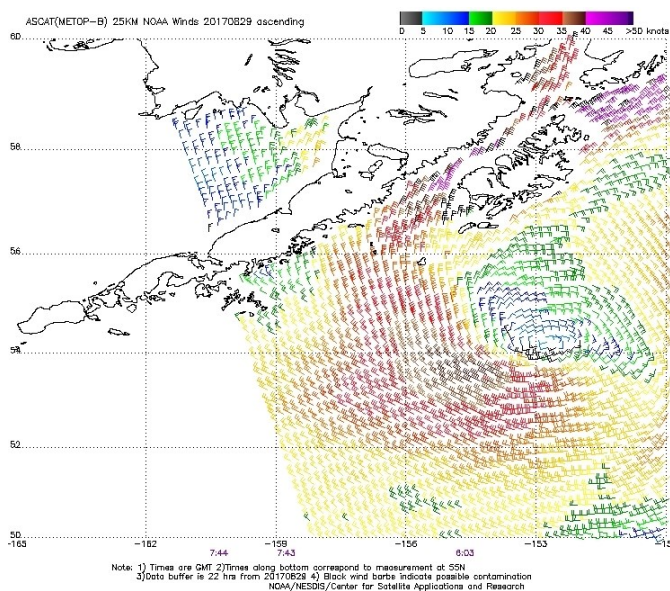 ASCAT(METOP-B) 25KM NOAA Winds 20170829 ascending
0 5 10 15 20 25 30 35 40 45 >50 knots
60
58
56
54
52
50
-165 -162 -159 -156 -153
7:44 7:43 6:03
Note: 1) Times are GMT 2)Times along bottom correspond to measurement at 55N
3)Data buffer is 22 hrs from 20170829 4) Black wind barbs indicate possible contamination
NOAA/NESDIS/Center for Satellite Applications and Research